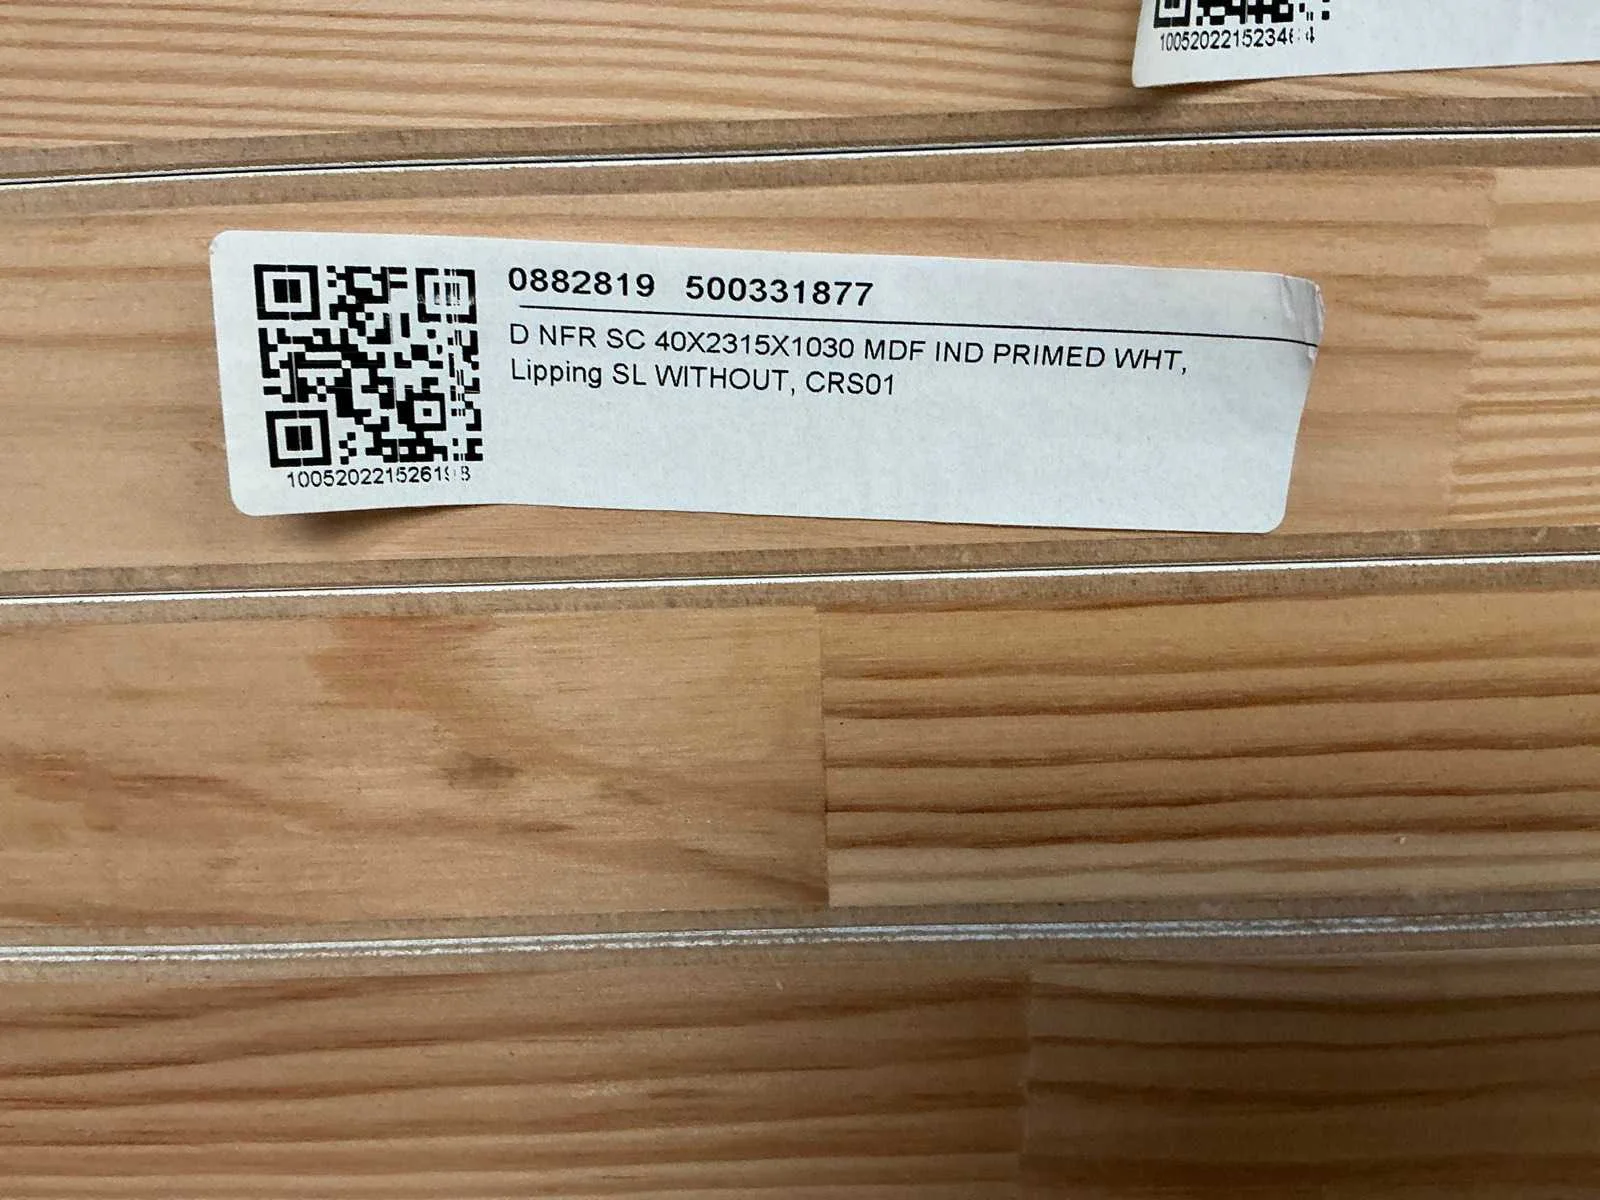 0882819 500331877
D NFR SC 40X2315X1030 MDF IND PRIMED WHT,
Lipping SL WITHOUT, CRS01